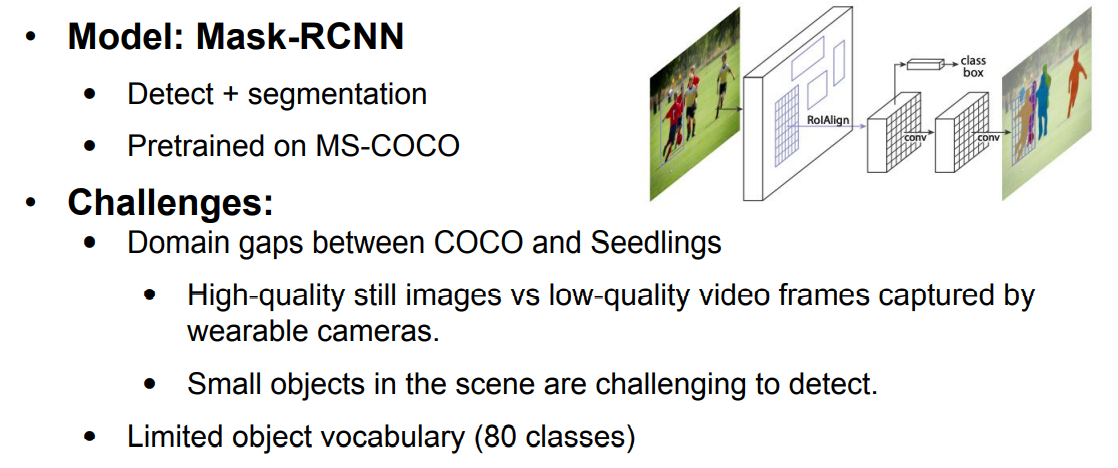 • Model: Mask-RCNN
• Detect + segmentation
• Pretrained on MS-COCO
class
box
RoIAlign
conv
conv
• Challenges:
• Domain gaps between COCO and Seedlings
• High-quality still images vs low-quality video frames captured by
wearable cameras.
• Small objects in the scene are challenging to detect.
• Limited object vocabulary (80 classes)